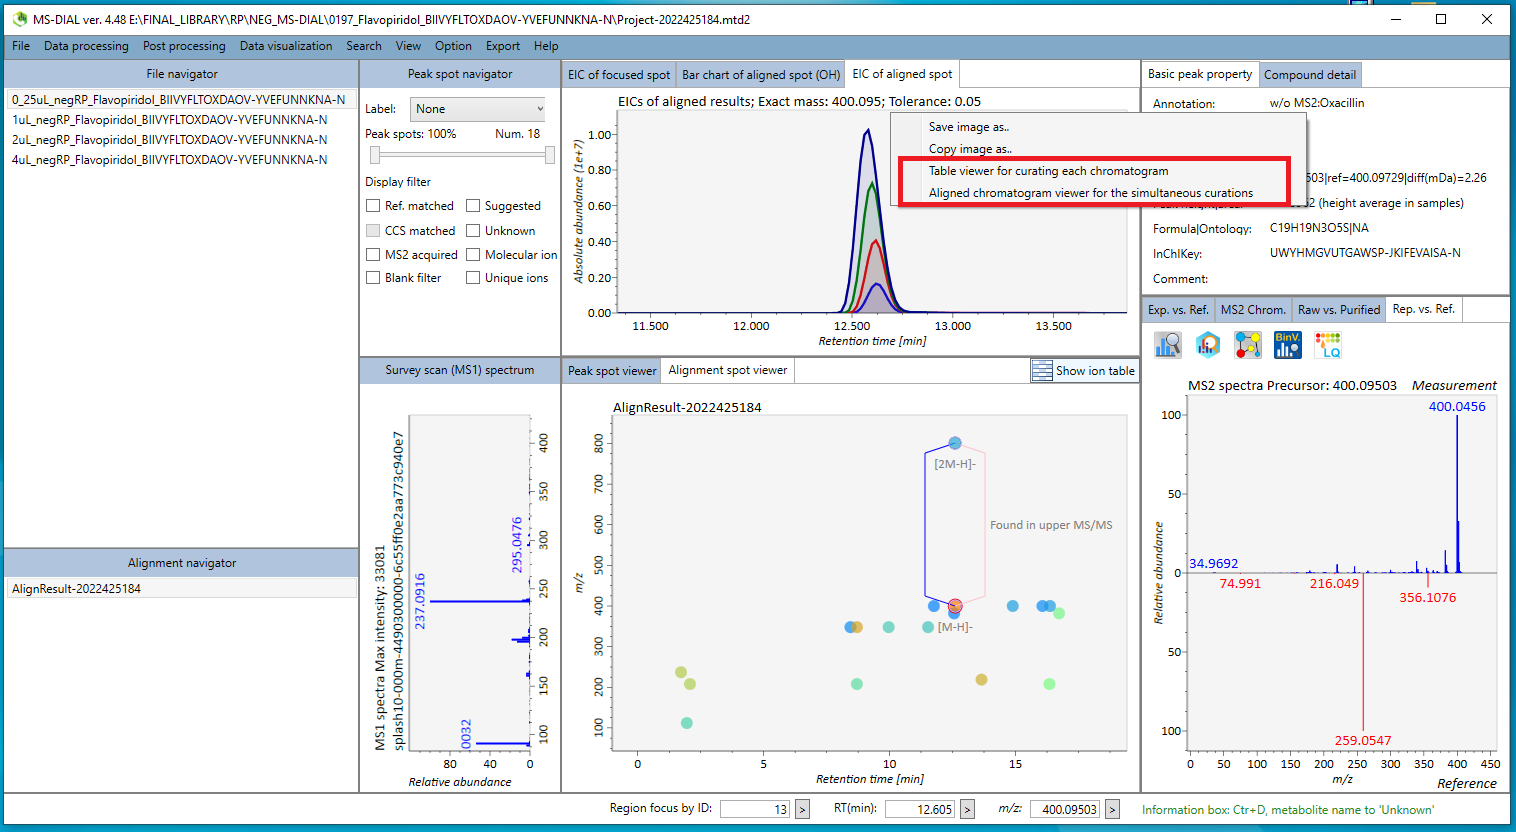 MS-DIAL ver. 4.48 E:\FINAL_LIBRARY\RP\NEG_MS-DIAL\0197_Flavopiridol_BIIVYFLTOXDAOV-YVEFUNNKNA-N\Project-2022425184.mtd2
File Data processing Post processing Data visualization Search View Option Export Help
File navigator
0_25uL_negRP_Flavopiridol_BIIVYFLTOXDAOV-YVEFUNNKNA-N
1uL_negRP_Flavopiridol_BIIVYFLTOXDAOV-YVEFUNNKNA-N
2uL_negRP_Flavopiridol_BIIVYFLTOXDAOV-YVEFUNNKNA-N
4uL_negRP_Flavopiridol_BIIVYFLTOXDAOV-YVEFUNNKNA-N
Alignment navigator
AlignResult-2022425184
Peak spot navigator
Label: None
Peak spots: 100% Num. 18
Display filter
Ref. matched Suggested
CCS matched Unknown
MS2 acquired Molecular ion
Blank filter Unique ions
Survey scan (MS1) spectrum
MS1 spectra Max intensity: 33081
splash10-000m-4490300000-6c55ff0e2aa773c940e7
237.0916
295.0476
.0032
400
350
300
250
200
150
100
80 40 0
Relative abundance
EIC of focused spot Bar chart of aligned spot (OH) EIC of aligned spot
EICs of aligned results; Exact mass: 400.095; Tolerance: 0.05
Absolute abundance (1e+7)
1.00
0.80
0.60
0.40
0.20
0.00
11.500 12.000 12.500 13.000 13.500
Retention time [min]
Save image as..
Copy image as..
Table viewer for curating each chromatogram
Aligned chromatogram viewer for the simultaneous curations
Peak spot viewer Alignment spot viewer Show ion table
AlignResult-2022425184
m/z
800
700
600
500
400
300
200
100
[2M-H]-
Found in upper MS/MS
[M-H]-
0 5 10 15
Retention time [min]
Basic peak property Compound detail
Annotation: w/o MS2:Oxacillin
503|ref=400.09729|diff(mDa)=2.26
2 (height average in samples)
Formula|Ontology: C19H19N3O5S|NA
InChIKey: UWYHMGVUTGAWSP-JKIFEVAISA-N
Comment:
Exp. vs. Ref. MS2 Chrom. Raw vs. Purified Rep. vs. Ref.
BinV.
LQ
MS2 spectra Precursor: 400.09503 Measurement
400.0456
Relative abundance
100
50
0
50
100
34.9692
74.991
216.049
356.1076
259.0547
0 50 100 150 200 250 300 350 400 450
m/z
Reference
Region focus by ID: 13 > RT(min): 12.605 > m/z: 400.09503 > Information box: Ctr+D, metabolite name to 'Unknown'